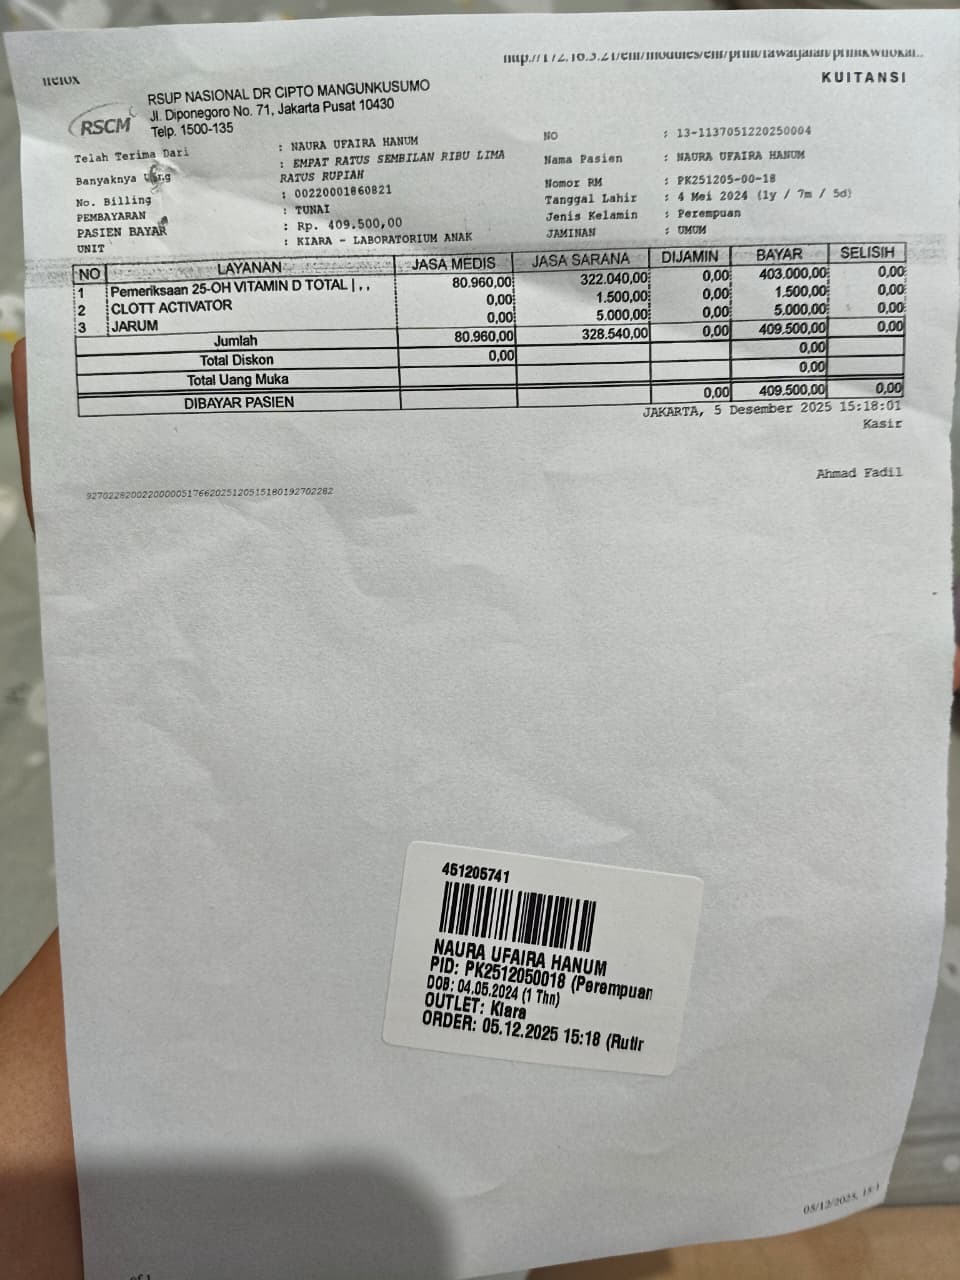 KUITANSI
RSCM
RSUP NASIONAL DR CIPTO MANGUNKUSUMO
Jl. Diponegoro No. 71, Jakarta Pusat 10430
Telp. 1500-135
Telah Terima Dari : NAURA UFAIRA HANUM
Banyaknya Uang : EMPAT RATUS SEMBILAN RIBU LIMA
RATUS RUPIAH
No. Billing : 00220001860821
PEMBAYARAN : TUNAI
PASIEN BAYAR : Rp. 409.500,00
UNIT : KIARA - LABORATORIUM ANAK
NO : 13-1137051220250004
Nama Pasien : NAURA UFAIRA HANUM
Nomor RM : PK251205-00-18
Tanggal Lahir : 4 Mei 2024 (1y / 7m / 5d)
Jenis Kelamin : Perempuan
JAMINAN : UMUM
NO LAYANAN JASA MEDIS JASA SARANA DIJAMIN BAYAR SELISIH
1 Pemeriksaan 25-OH VITAMIN D TOTAL | , , 80.960,00 322.040,00 0,00 403.000,00 0,00
2 CLOTT ACTIVATOR 0,00 1.500,00 0,00 1.500,00 0,00
3 JARUM 0,00 5.000,00 0,00 5.000,00 0,00
Jumlah 80.960,00 328.540,00 0,00 409.500,00 0,00
Total Diskon 0,00 0,00
Total Uang Muka 0,00
DIBAYAR PASIEN 0,00 409.500,00 0,00
JAKARTA, 5 Desember 2025 15:18:01
Kasir
Ahmad Fadil
451205741
NAURA UFAIRA HANUM
PID: PK2512050018 (Perempuan
DOB: 04.05.2024 (1 Thn)
OUTLET: Kiara
ORDER: 05.12.2025 15:18 (Rutir
05/12/2025, 15:1